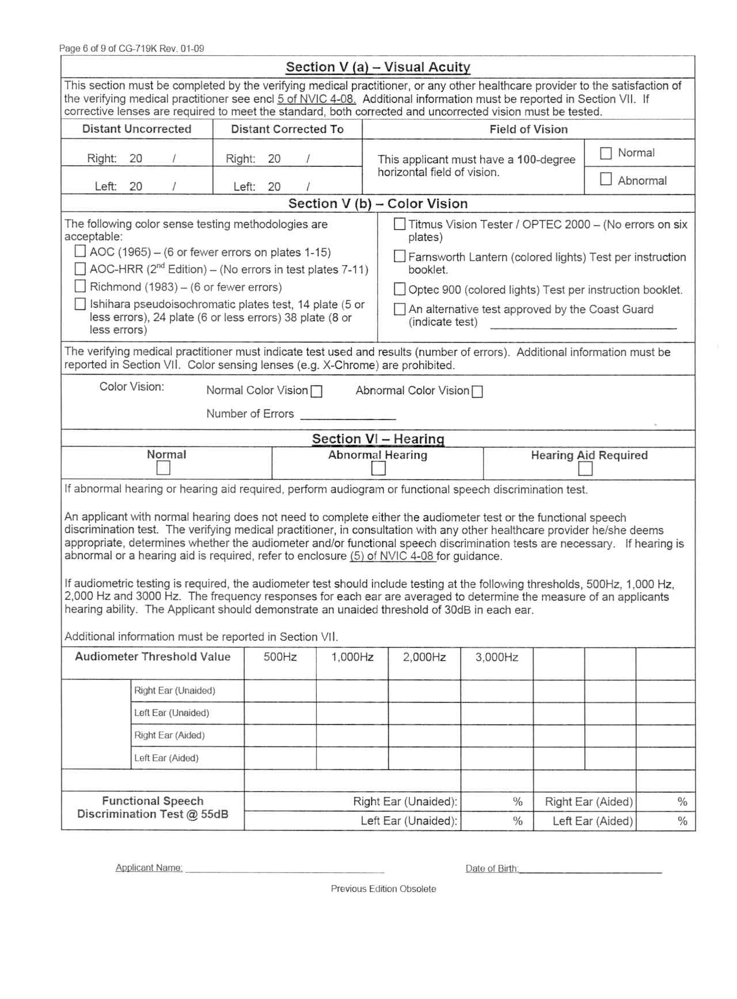 Page 6 of 9 of CG-719K Rev. 01-09
Section V (a) – Visual Acuity
This section must be completed by the verifying medical practitioner, or any other healthcare provider to the satisfaction of
the verifying medical practitioner see encl 5 of NVIC 4-08. Additional information must be reported in Section VII. If
corrective lenses are required to meet the standard, both corrected and uncorrected vision must be tested.
Distant Uncorrected Distant Corrected To Field of Vision
Right: 20 / Right: 20 / This applicant must have a 100-degree Normal
horizontal field of vision.
Left: 20 / Left: 20 / Abnormal
Section V (b) – Color Vision
The following color sense testing methodologies are
acceptable:
AOC (1965) – (6 or fewer errors on plates 1-15)
AOC-HRR (2nd Edition) – (No errors in test plates 7-11)
Richmond (1983) – (6 or fewer errors)
Ishihara pseudoisochromatic plates test, 14 plate (5 or
less errors), 24 plate (6 or less errors) 38 plate (8 or
less errors)
Titmus Vision Tester / OPTEC 2000 – (No errors on six
plates)
Farnsworth Lantern (colored lights) Test per instruction
booklet.
Optec 900 (colored lights) Test per instruction booklet.
An alternative test approved by the Coast Guard
(indicate test)
The verifying medical practitioner must indicate test used and results (number of errors). Additional information must be
reported in Section VII. Color sensing lenses (e.g. X-Chrome) are prohibited.
Color Vision: Normal Color Vision Abnormal Color Vision
Number of Errors
Section VI – Hearing
Normal Abnormal Hearing Hearing Aid Required
If abnormal hearing or hearing aid required, perform audiogram or functional speech discrimination test.
An applicant with normal hearing does not need to complete either the audiometer test or the functional speech
discrimination test. The verifying medical practitioner, in consultation with any other healthcare provider he/she deems
appropriate, determines whether the audiometer and/or functional speech discrimination tests are necessary. If hearing is
abnormal or a hearing aid is required, refer to enclosure (5) of NVIC 4-08 for guidance.
If audiometric testing is required, the audiometer test should include testing at the following thresholds, 500Hz, 1,000 Hz,
2,000 Hz and 3000 Hz. The frequency responses for each ear are averaged to determine the measure of an applicants
hearing ability. The Applicant should demonstrate an unaided threshold of 30dB in each ear.
Additional information must be reported in Section VII.
Audiometer Threshold Value 500Hz 1,000Hz 2,000Hz 3,000Hz
Right Ear (Unaided)
Left Ear (Unaided)
Right Ear (Aided)
Left Ear (Aided)
Functional Speech Right Ear (Unaided): % Right Ear (Aided) %
Discrimination Test @ 55dB Left Ear (Unaided): % Left Ear (Aided) %
Applicant Name: Date of Birth:
Previous Edition Obsolete